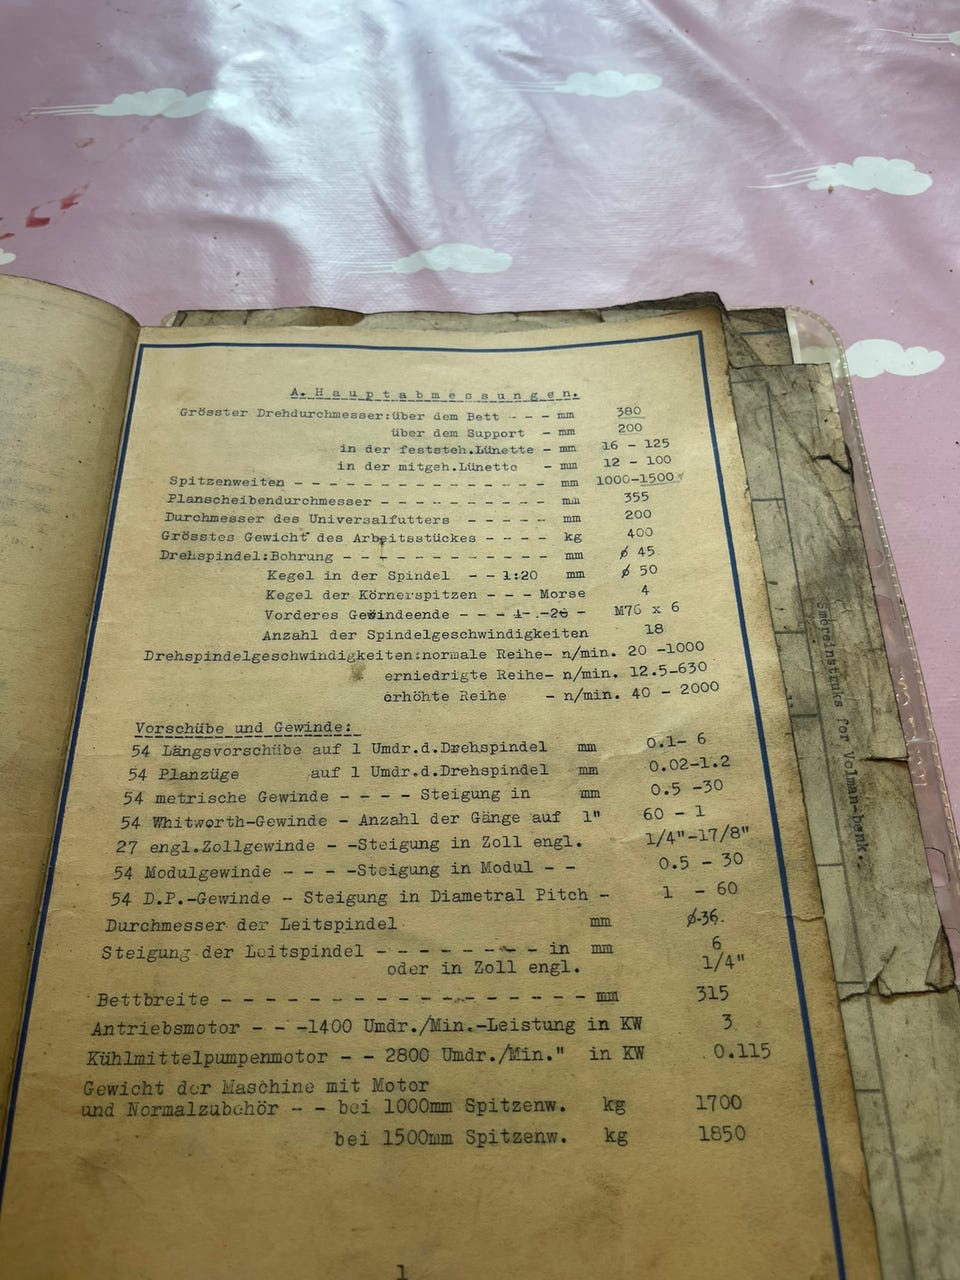 A. Hauptabmessungen.
Grösster Drehdurchmesser:über dem Bett - - - mm 380
über dem Support - mm 200
in der feststeh.Lünette - mm 16 - 125
in der mitgeh.Lünette - mm 12 - 100
Spitzenweiten - - - - - - - - - - - - - - - mm 1000-1500
Planscheibendurchmesser - - - - - - - - - mm 355
Durchmesser des Universalfutters - - - - - mm 200
Grösstes Gewicht des Arbeitsstückes - - - - kg 400
Drehspindel:Bohrung - - - - - - - - - - - mm ø 45
Kegel in der Spindel - - 1:20 mm ø 50
Kegel der Körnerspitzen - - - Morse 4
Vorderes Gewindeende - - - M76 x 6
Anzahl der Spindelgeschwindigkeiten 18
Drehspindelgeschwindigkeiten:normale Reihe- n/min. 20 -1000
erniedrigte Reihe- n/min. 12.5-630
erhöhte Reihe - n/min. 40 - 2000
Vorschübe und Gewinde:
54 Längsvorschübe auf 1 Umdr.d.Drehspindel mm 0.1- 6
54 Planzüge auf 1 Umdr.d.Drehspindel mm 0.02-1.2
54 metrische Gewinde - - - - Steigung in mm 0.5 -30
54 Whitworth-Gewinde - Anzahl der Gänge auf 1" 60 - 1
27 engl.Zollgewinde - -Steigung in Zoll engl. 1/4"-17/8"
54 Modulgewinde - - - -Steigung in Modul - - 0.5 - 30
54 D.P.-Gewinde - Steigung in Diametral Pitch - 1 - 60
Durchmesser der Leitspindel mm ø 36
Steigung der Leitspindel - - - - - - - - in mm 6
oder in Zoll engl. 1/4"
Bettbreite - - - - - - - - - - - - - - - - - mm 315
Antriebsmotor - - -1400 Umdr./Min.-Leistung in KW 3
Kühlmittelpumpenmotor - - 2800 Umdr./Min." in KW 0.115
Gewicht der Maschine mit Motor
und Normalzubehör - - bei 1000mm Spitzenw. kg 1700
bei 1500mm Spitzenw. kg 1850
1
Smøreinstruks for Volman-benk.